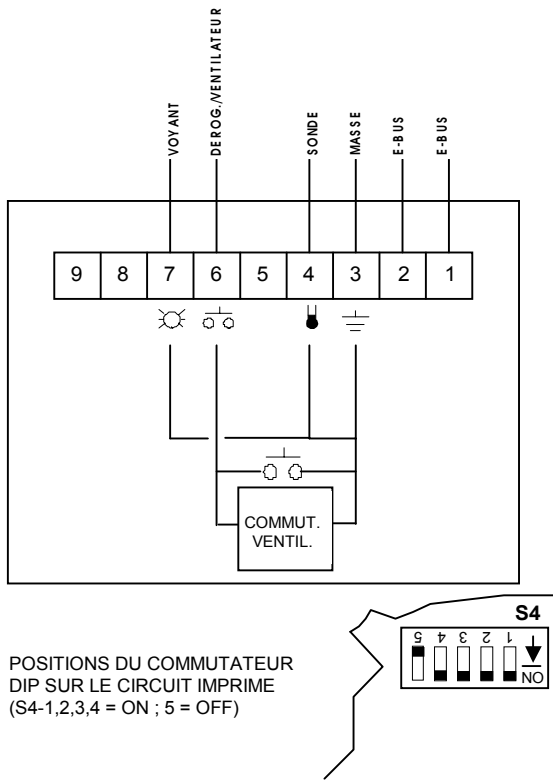 VOYANT
DEROG./VENTILATEUR
SONDE
MASSE
E-BUS
E-BUS
9 8 7 6 5 4 3 2 1
COMMUT.
VENTIL.
S4
5 4 3 2 1
ON
POSITIONS DU COMMUTATEUR
DIP SUR LE CIRCUIT IMPRIME
(S4-1,2,3,4 = ON ; 5 = OFF)